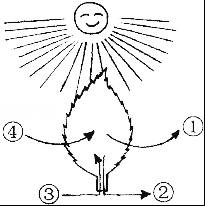 ④ ①
③ ②